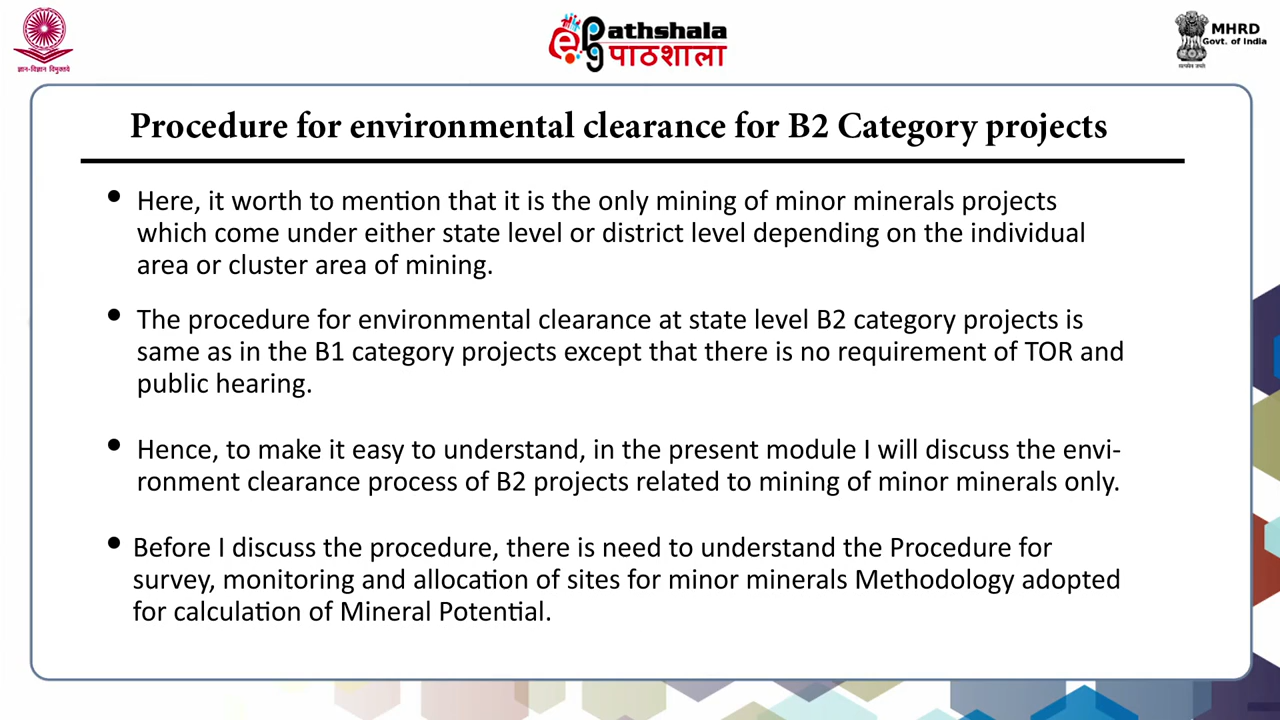 ज्ञान-विज्ञान विमुक्तये
ePathshala
पाठशाला
MHRD
Govt. of India
सत्यमेव जयते
Procedure for environmental clearance for B2 Category projects
• Here, it worth to mention that it is the only mining of minor minerals projects
which come under either state level or district level depending on the individual
area or cluster area of mining.
• The procedure for environmental clearance at state level B2 category projects is
same as in the B1 category projects except that there is no requirement of TOR and
public hearing.
• Hence, to make it easy to understand, in the present module I will discuss the envi-
ronment clearance process of B2 projects related to mining of minor minerals only.
• Before I discuss the procedure, there is need to understand the Procedure for
survey, monitoring and allocation of sites for minor minerals Methodology adopted
for calculation of Mineral Potential.